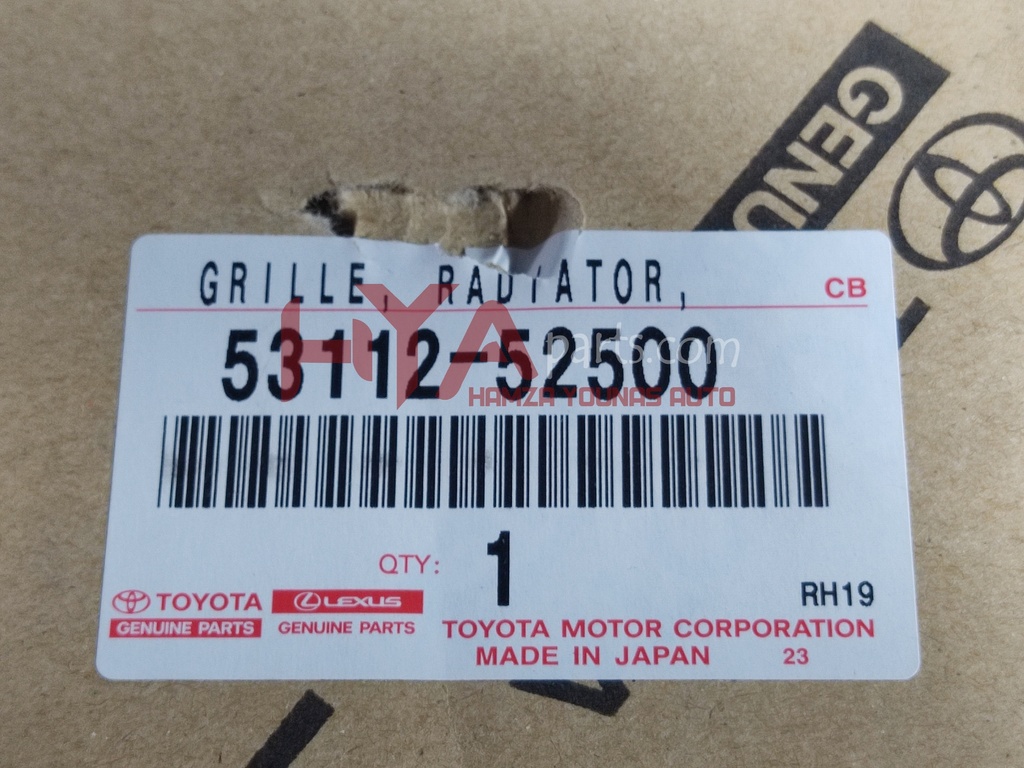 GENU
GRILLE, RADIATOR,
CB
53112-52500
HYA parts.com
HAMZA YOUNAS AUTO
QTY: 1
RH19
TOYOTA
GENUINE PARTS
LEXUS
GENUINE PARTS
TOYOTA MOTOR CORPORATION
MADE IN JAPAN 23